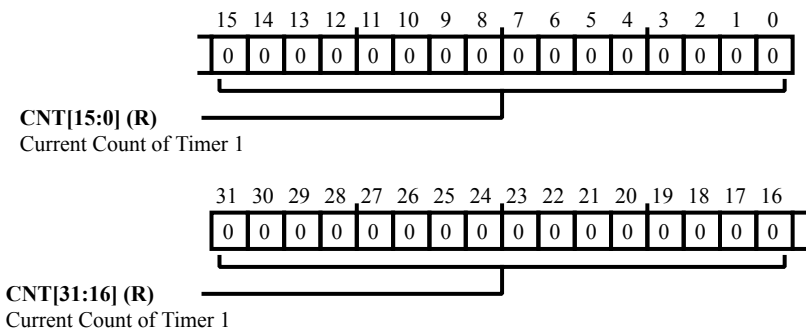 15 14 13 12 11 10 9 8 7 6 5 4 3 2 1 0
0 0 0 0 0 0 0 0 0 0 0 0 0 0 0 0
CNT[15:0] (R)
Current Count of Timer 1
31 30 29 28 27 26 25 24 23 22 21 20 19 18 17 16
0 0 0 0 0 0 0 0 0 0 0 0 0 0 0 0
CNT[31:16] (R)
Current Count of Timer 1